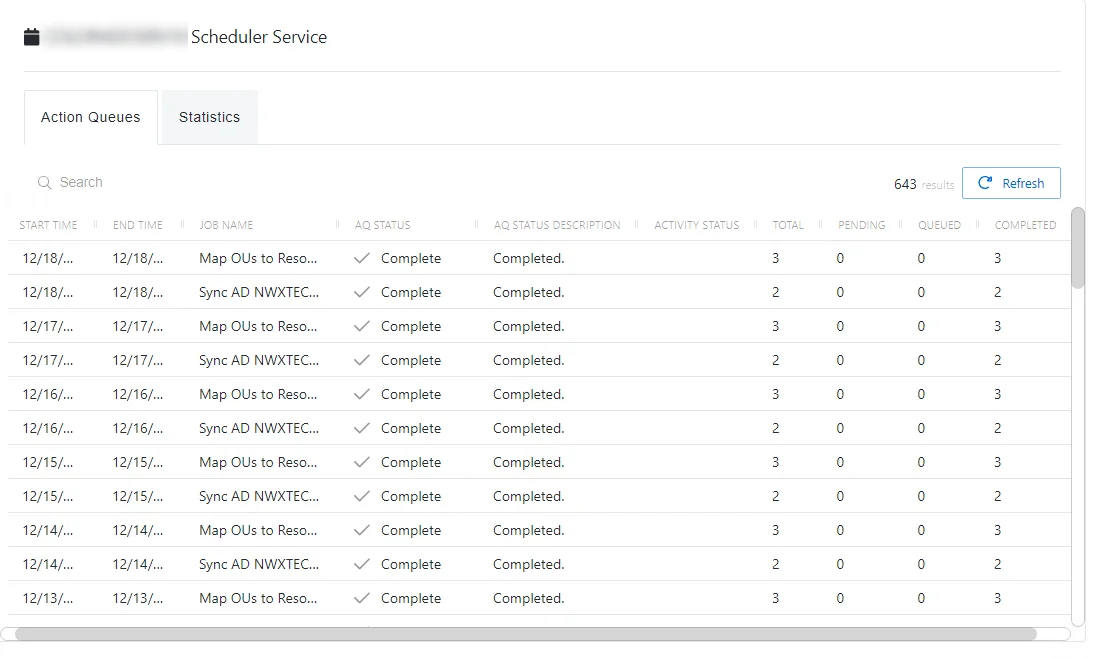 Scheduler Service
Action Queues Statistics
Search 643 results Refresh
START TIME END TIME JOB NAME AQ STATUS AQ STATUS DESCRIPTION ACTIVITY STATUS TOTAL PENDING QUEUED COMPLETED
12/18/... 12/18/... Map OUs to Reso... Complete Completed. 3 0 0 3
12/18/... 12/18/... Sync AD NWXTEC... Complete Completed. 2 0 0 2
12/17/... 12/17/... Map OUs to Reso... Complete Completed. 3 0 0 3
12/17/... 12/17/... Sync AD NWXTEC... Complete Completed. 2 0 0 2
12/16/... 12/16/... Map OUs to Reso... Complete Completed. 3 0 0 3
12/16/... 12/16/... Sync AD NWXTEC... Complete Completed. 2 0 0 2
12/15/... 12/15/... Map OUs to Reso... Complete Completed. 3 0 0 3
12/15/... 12/15/... Sync AD NWXTEC... Complete Completed. 2 0 0 2
12/14/... 12/14/... Map OUs to Reso... Complete Completed. 3 0 0 3
12/14/... 12/14/... Sync AD NWXTEC... Complete Completed. 2 0 0 2
12/13/... 12/13/... Map OUs to Reso... Complete Completed. 3 0 0 3